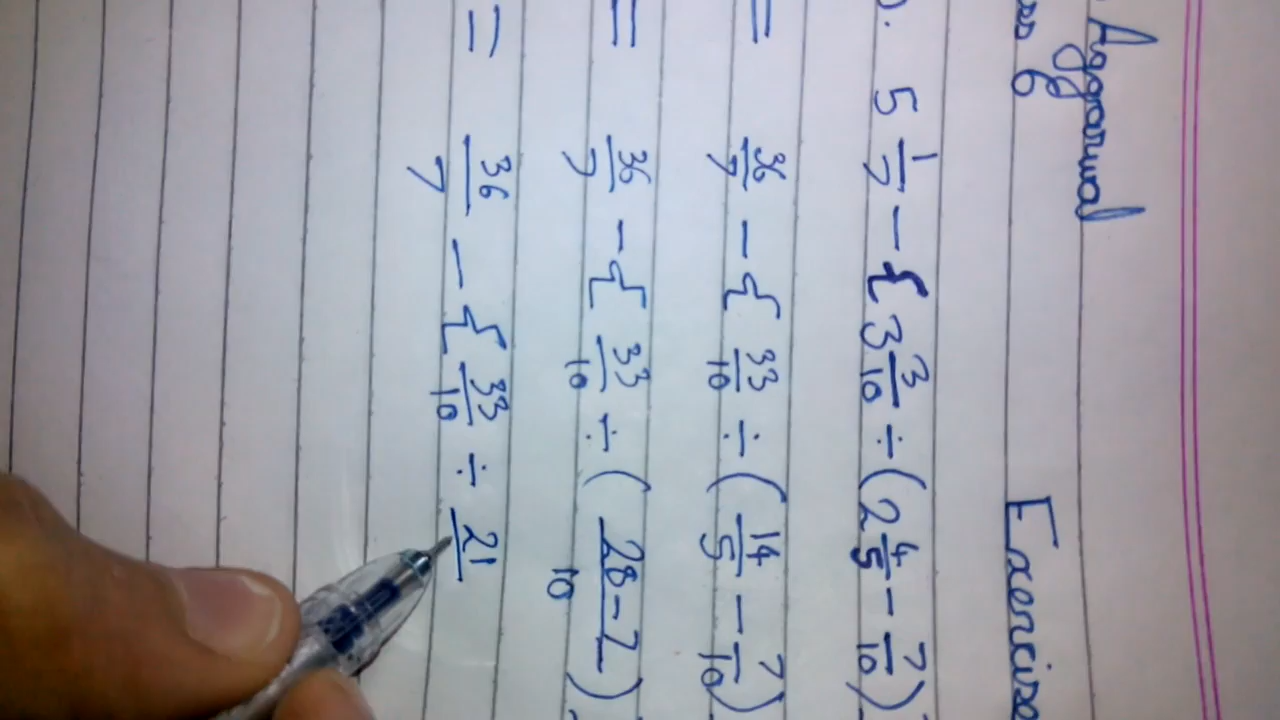 Aggarwal
6 Exercise
5 1/7 - { 3 3/10 ÷ ( 2 4/5 - 7/10 )
= 36/7 - { 33/10 ÷ ( 14/5 - 7/10 )
= 36/7 - { 33/10 ÷ ( 28-7/10 )
= 36/7 - { 33/10 ÷ 21